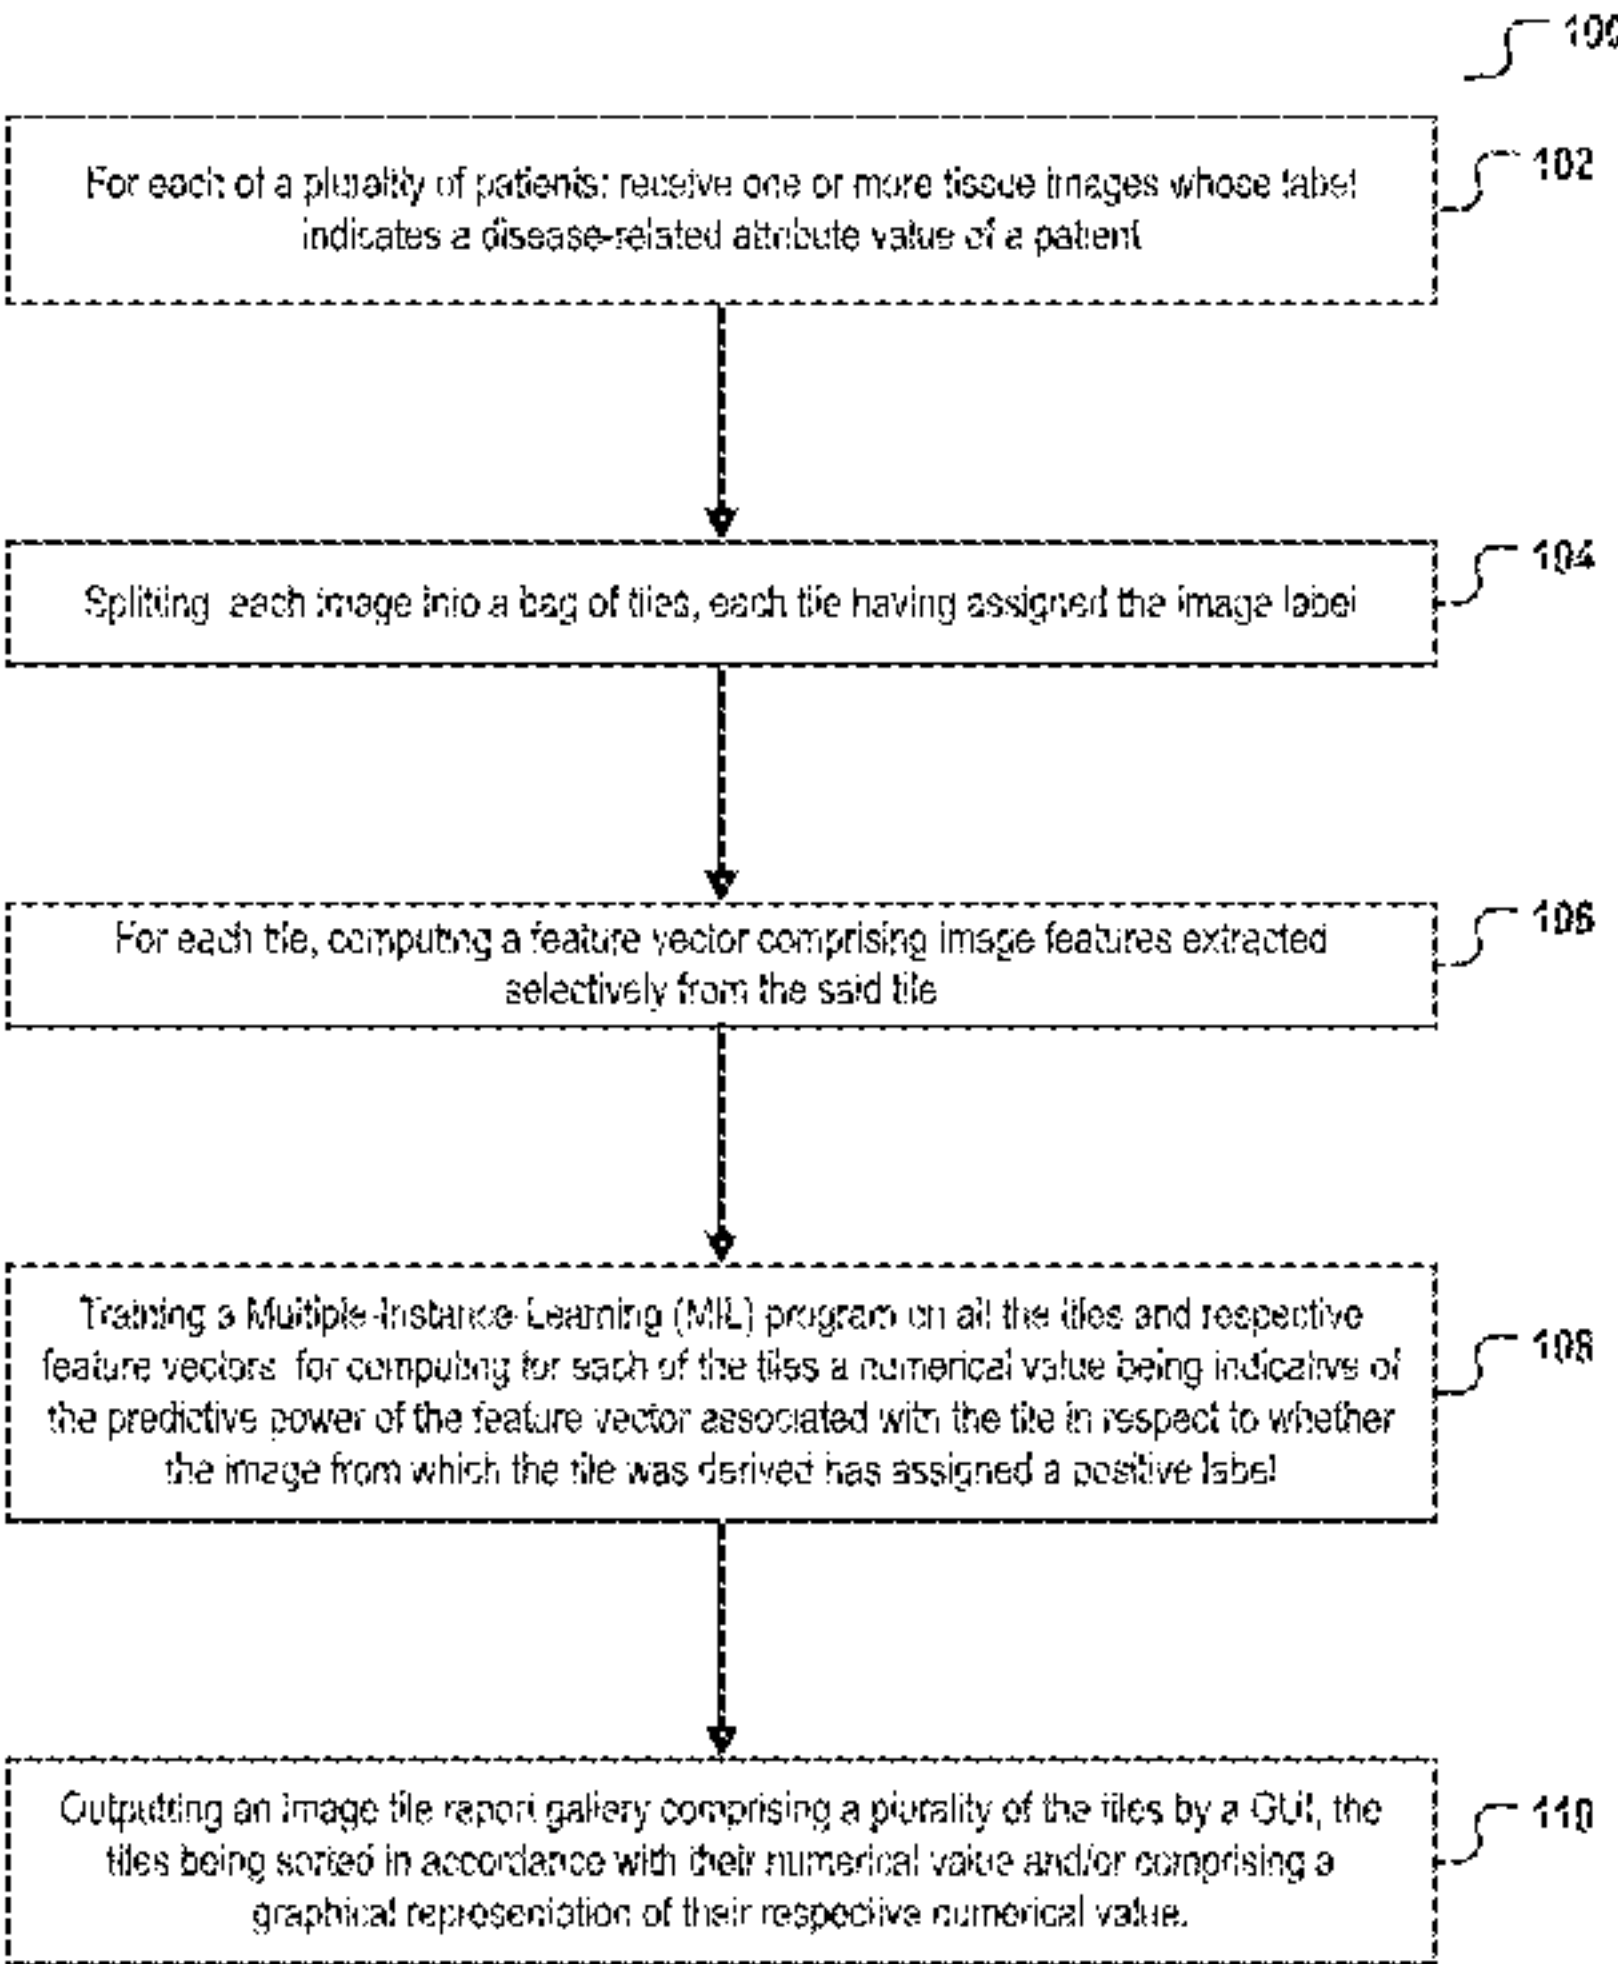 100
For each of a plurality of patients: receive one or more tissue images whose label
102
indicates a disease-related attribute value of a patient
Splitting each image into a bag of tiles, each tile having assigned the image label
104
For each tile, computing a feature vector comprising image features extracted
106
selectively from the said tile
Training a Multiple-Instance-Learning (MIL) program on all the tiles and respective
feature vectors for computing for each of the tiles a numerical value being indicative of
108
the predictive power of the feature vector associated with the tile in respect to whether
the image from which the tile was derived has assigned a positive label
Outputting an image tile report gallery comprising a plurality of the tiles by a GUI, the
110
tiles being sorted in accordance with their numerical value and/or comprising a
graphical representation of their respective numerical value.